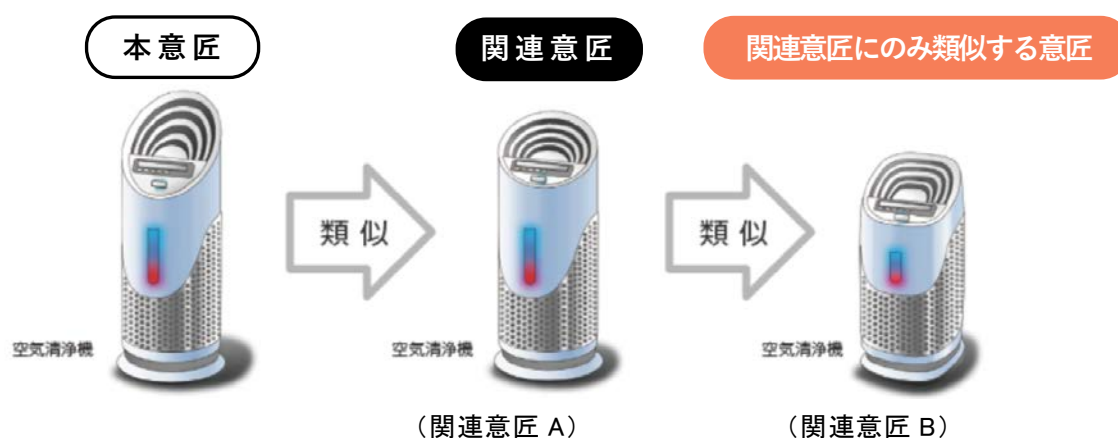 本意匠
関連意匠
関連意匠にのみ類似する意匠
類似
類似
空気清浄機
空気清浄機
空気清浄機
（関連意匠 A）
（関連意匠 B）